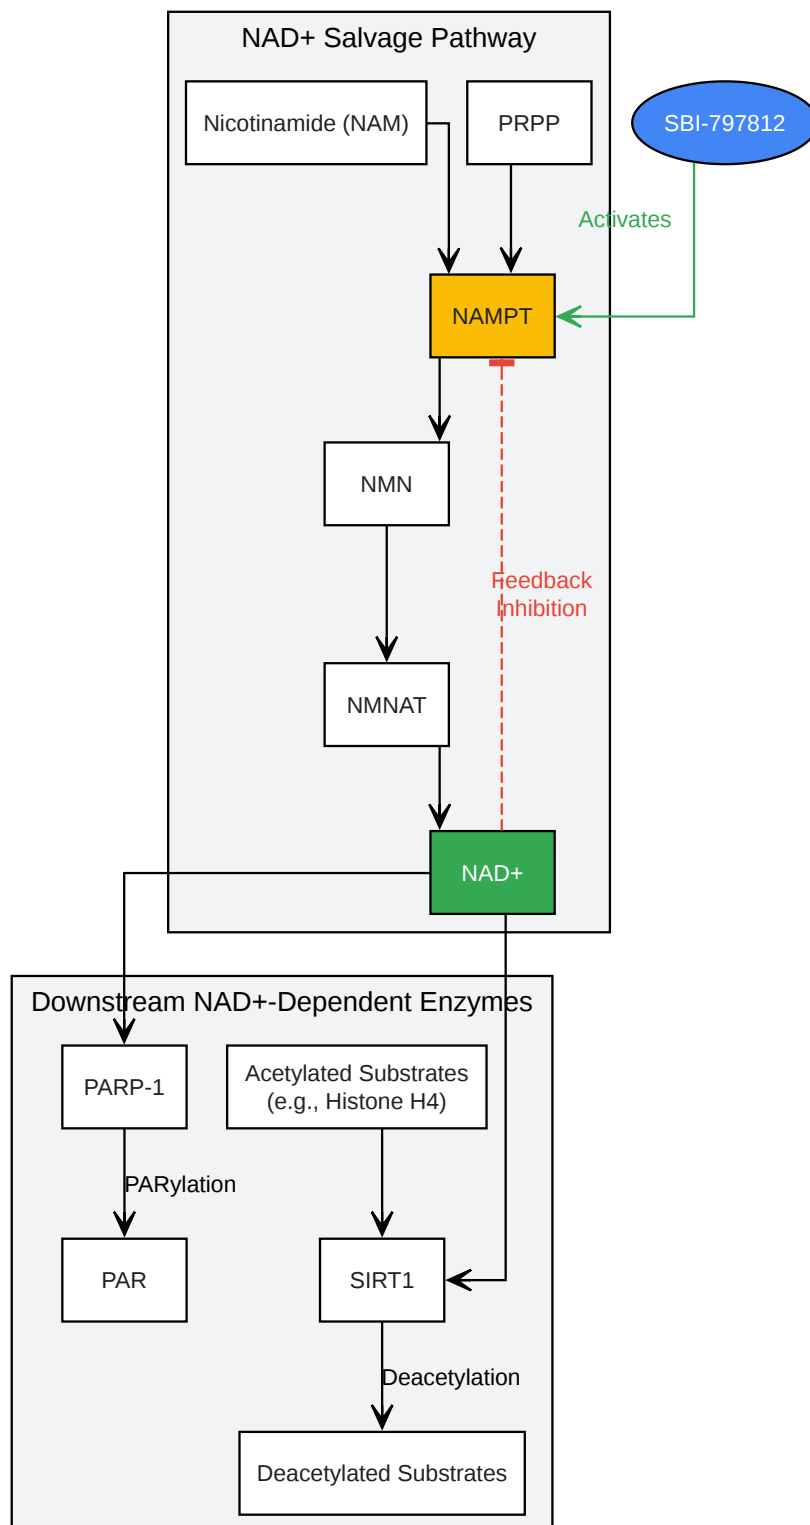 NAD+ Salvage Pathway
Nicotinamide (NAM)
PRPP
SBI-797812
Activates
NAMPT
NMN
Feedback
Inhibition
NMNAT
NAD+
Downstream NAD+-Dependent Enzymes
PARP-1
Acetylated Substrates
(e.g., Histone H4)
PARylation
PAR
SIRT1
Deacetylation
Deacetylated Substrates